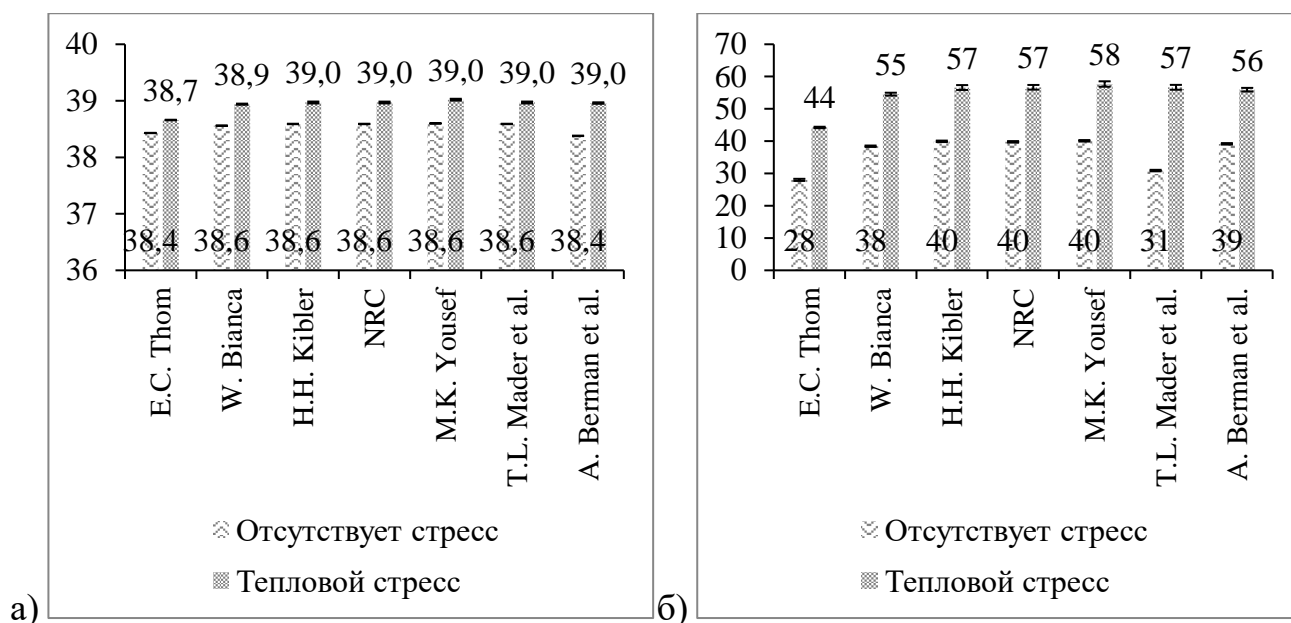 40
39
38
37
36
38,7
38,9
39,0
39,0
39,0
39,0
39,0
38,4
38,6
38,6
38,6
38,6
38,6
38,4
E.C. Thom
W. Bianca
H.H. Kibler
NRC
M.K. Yousef
T.L. Mader et al.
A. Berman et al.
Отсутствует стресс
Тепловой стресс
а)
70
60
50
40
30
20
10
0
44
55
57
57
58
57
56
28
38
40
40
40
31
39
E.C. Thom
W. Bianca
H.H. Kibler
NRC
M.K. Yousef
T.L. Mader et al.
A. Berman et al.
Отсутствует стресс
Тепловой стресс
б)